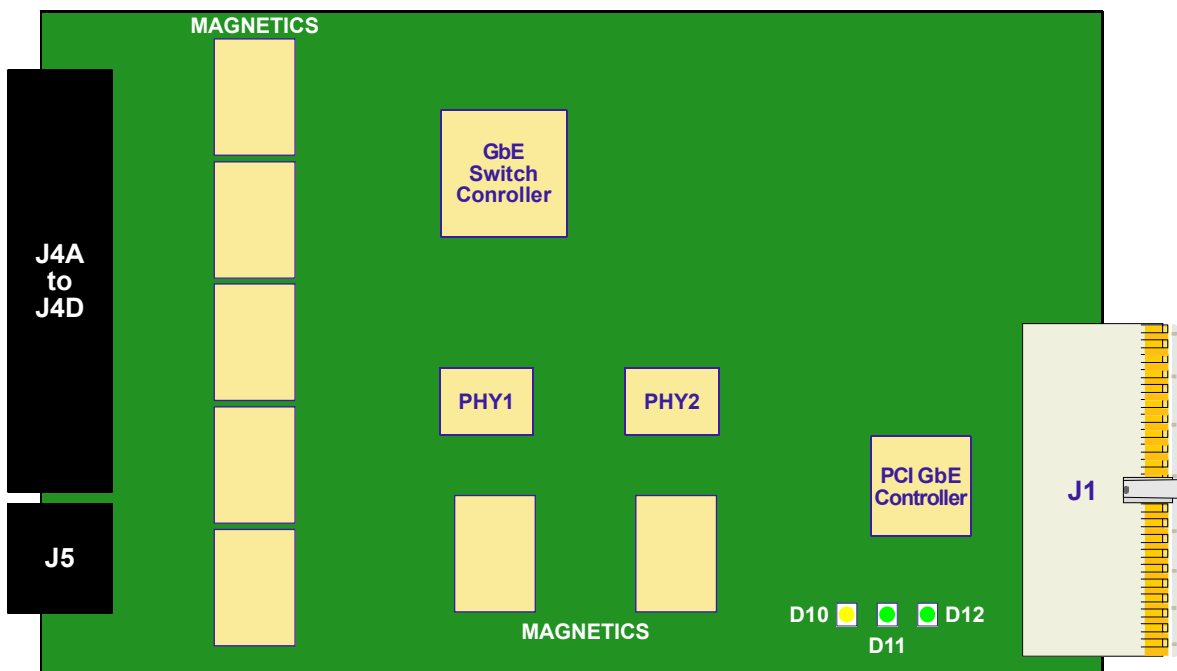 MAGNETICS
GbE
Switch
Conroller
J4A
to
J4D
PHY1
PHY2
PCI GbE
Controller
J1
J5
D10
D12
D11
MAGNETICS